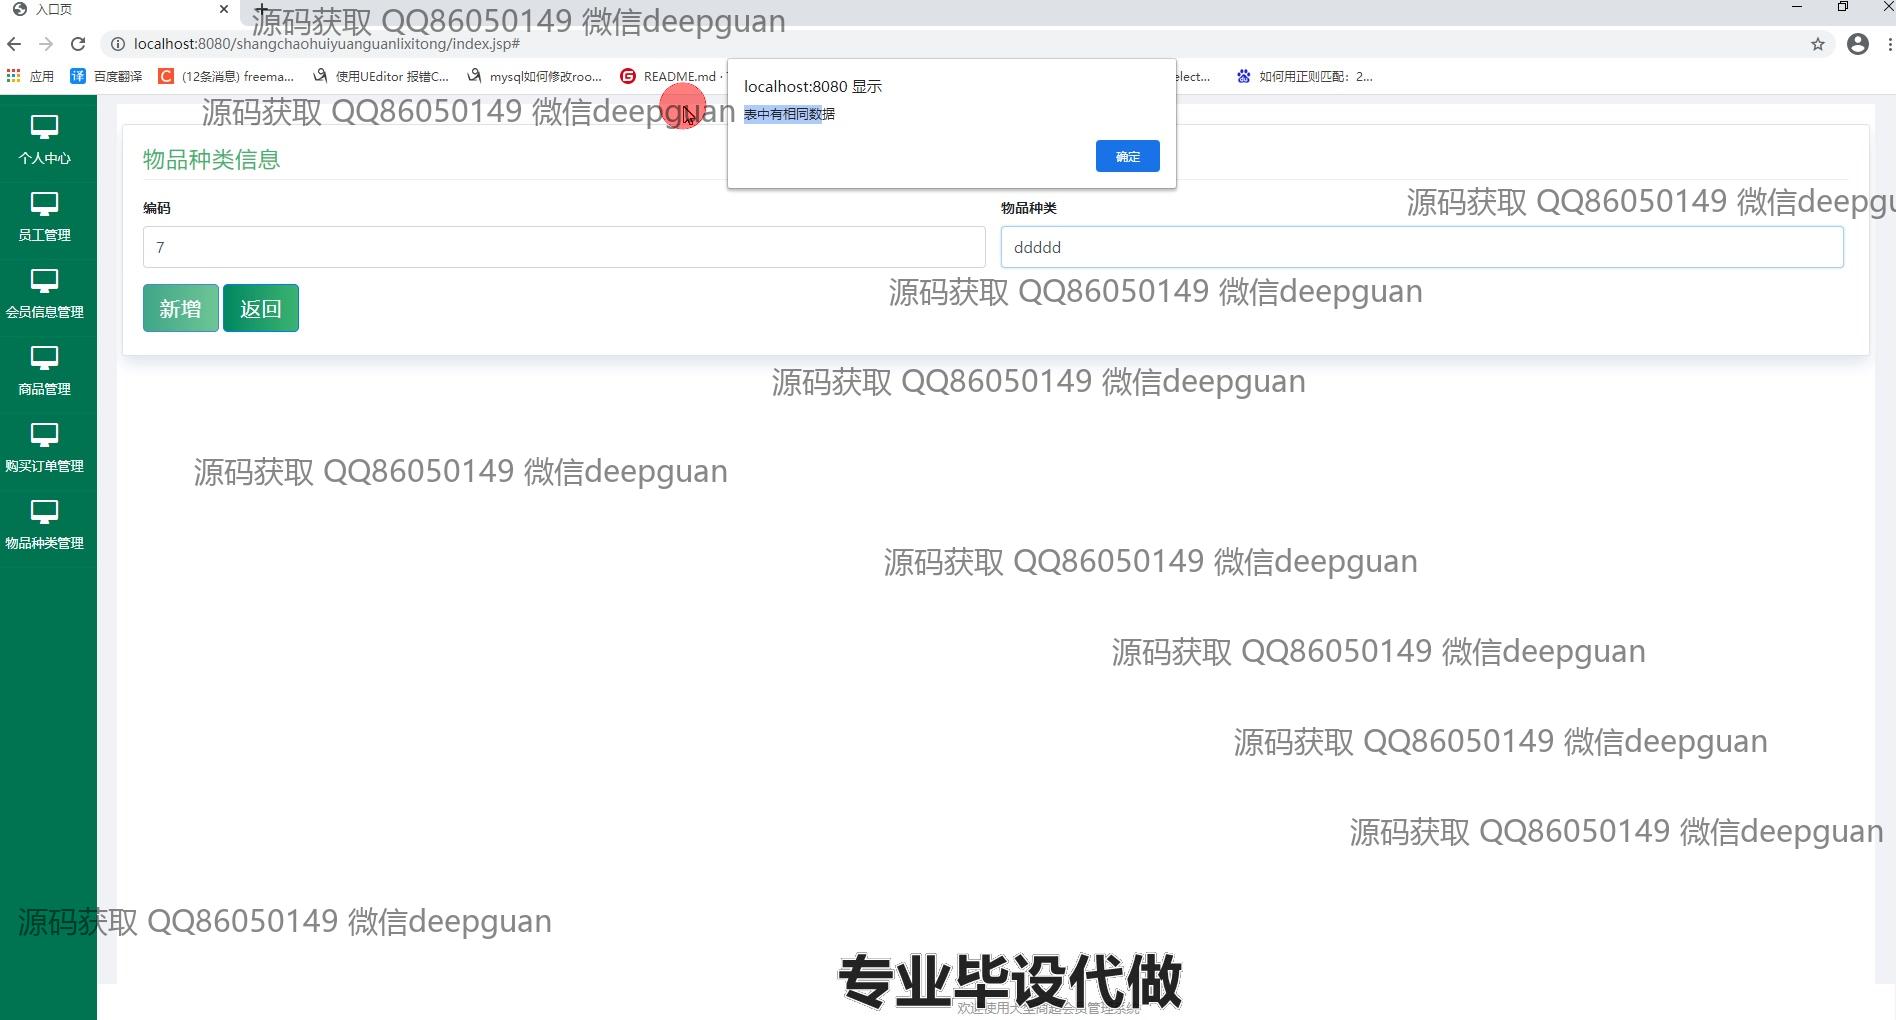 入口页
源码获取 QQ86050149 微信deepguan
localhost:8080/shangchaohuiyuanguanlixitong/index.jsp#
应用 百度翻译 (12条消息) freema... 使用UEditor 报错C... mysql如何修改roo... README.md · elect... 如何用正则匹配：2...
localhost:8080 显示
表中有相同数据
确定
源码获取 QQ86050149 微信deepguan
个人中心
员工管理
会员信息管理
商品管理
购买订单管理
物品种类管理
物品种类信息
源码获取 QQ86050149 微信deepgu
编码 物品种类
7 ddddd
新增 返回
源码获取 QQ86050149 微信deepguan
源码获取 QQ86050149 微信deepguan
源码获取 QQ86050149 微信deepguan
源码获取 QQ86050149 微信deepguan
源码获取 QQ86050149 微信deepguan
源码获取 QQ86050149 微信deepguan
源码获取 QQ86050149 微信deepguan
源码获取 QQ86050149 微信deepguan
专业毕设代做
欢迎使用大型商超会员管理系统